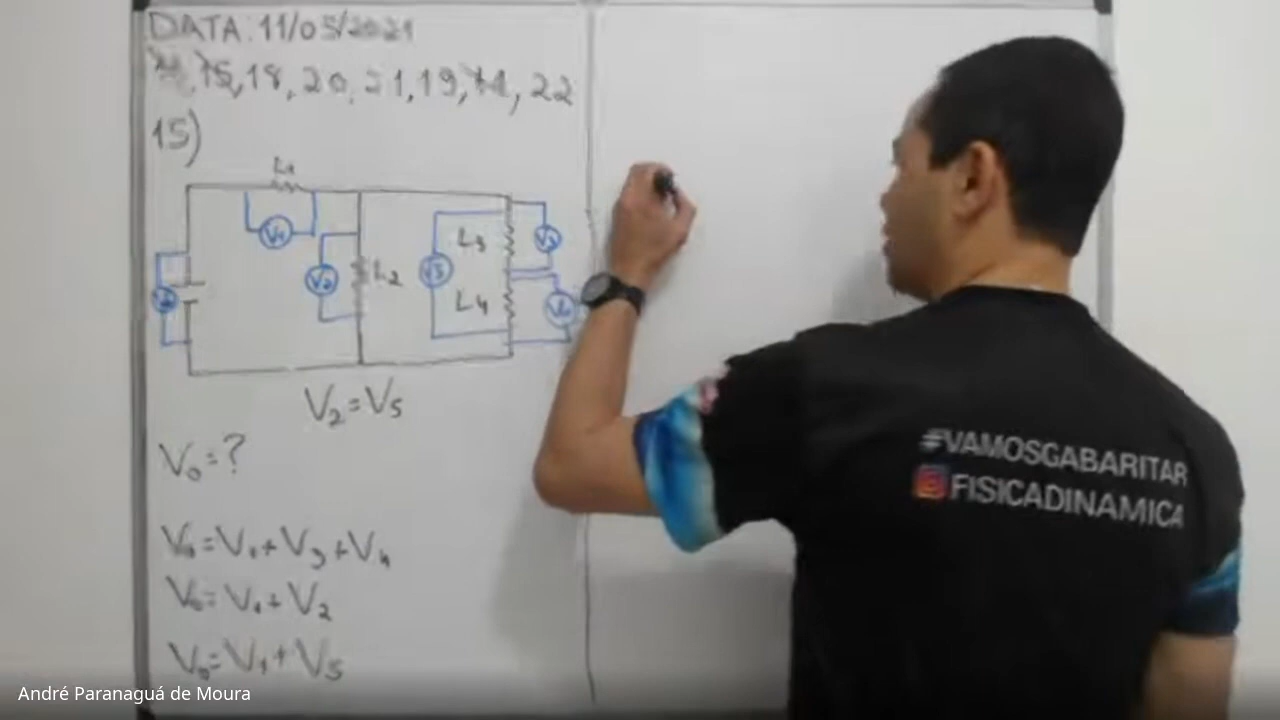 DATA: 11/05/2021
15, 18, 20, 21, 19, 22
15)
L1
V1
V2
L2
V5
L3
L4
V3
V4
V2=V5
V0=?
V0=V1+V3+V4
V0=V1+V2
V0=V1+V5
#VAMOSGABARITAR
FISICADINAMICA
André Paranaguá de Moura